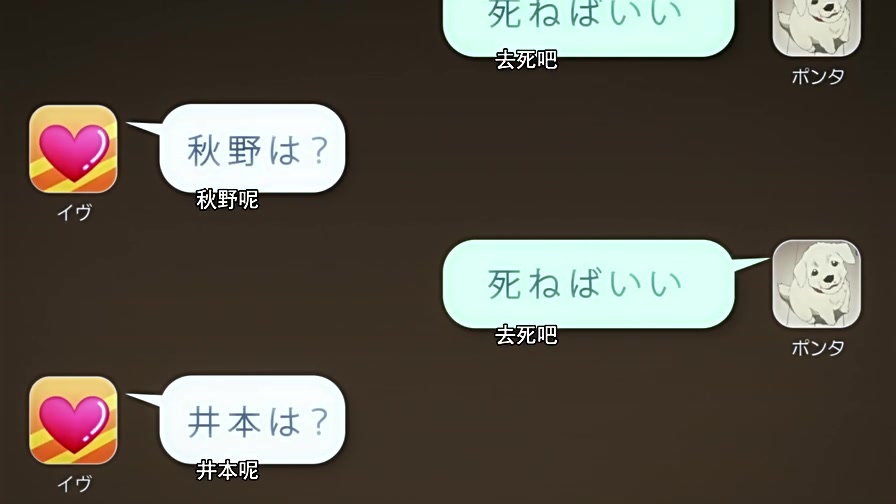 死ねばいい
去死吧
ポンタ
秋野は？
秋野呢
イヴ
死ねばいい
去死吧
ポンタ
井本は？
井本呢
イヴ